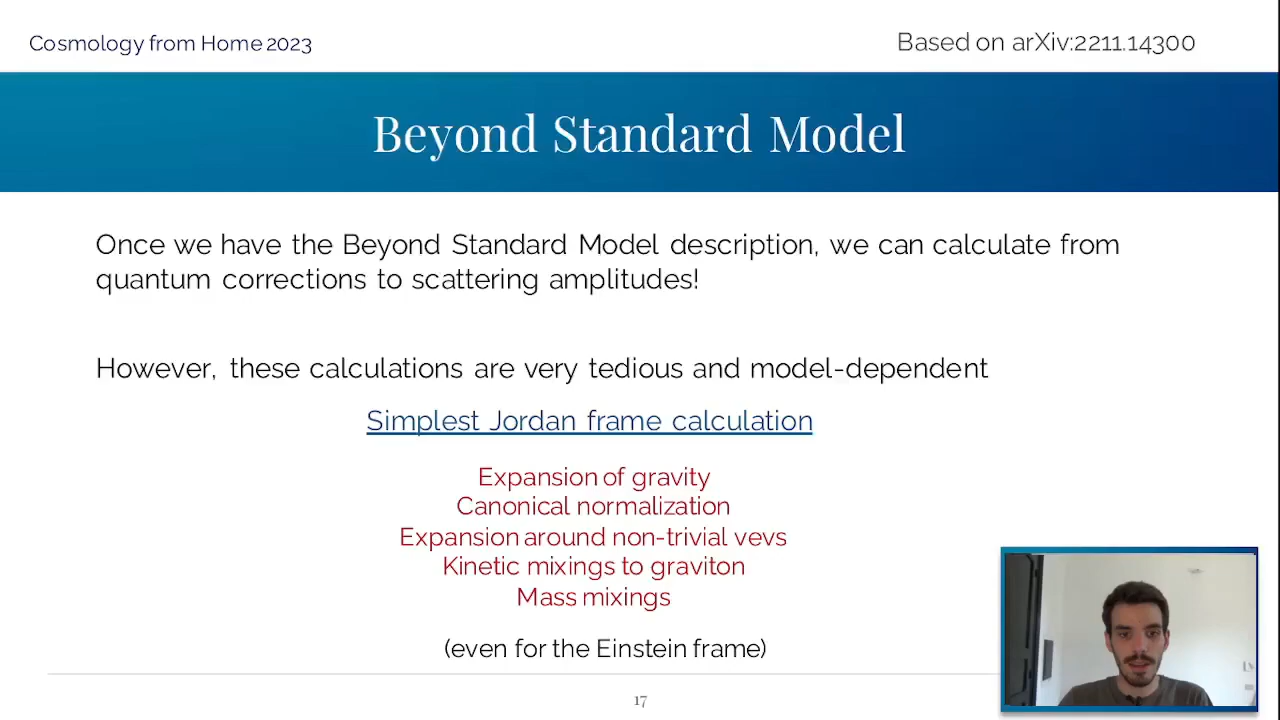 Cosmology from Home 2023
Based on arXiv:2211.14300
Beyond Standard Model
Once we have the Beyond Standard Model description, we can calculate from
quantum corrections to scattering amplitudes!
However, these calculations are very tedious and model-dependent
Simplest Jordan frame calculation
Expansion of gravity
Canonical normalization
Expansion around non-trivial vevs
Kinetic mixings to graviton
Mass mixings
(even for the Einstein frame)
17